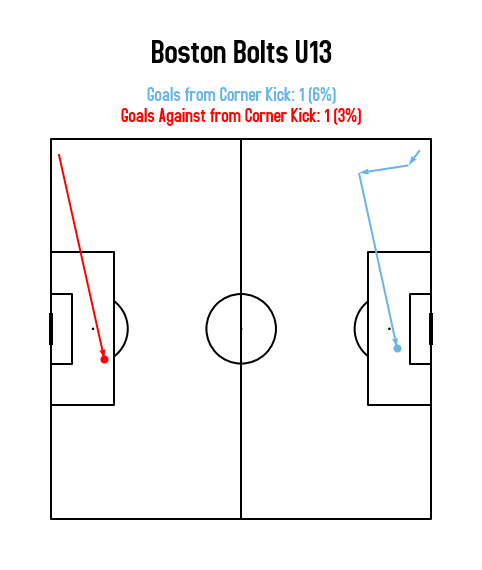 Boston Bolts U13
Goals from Corner Kick: 1 (6%)
Goals Against from Corner Kick: 1 (3%)